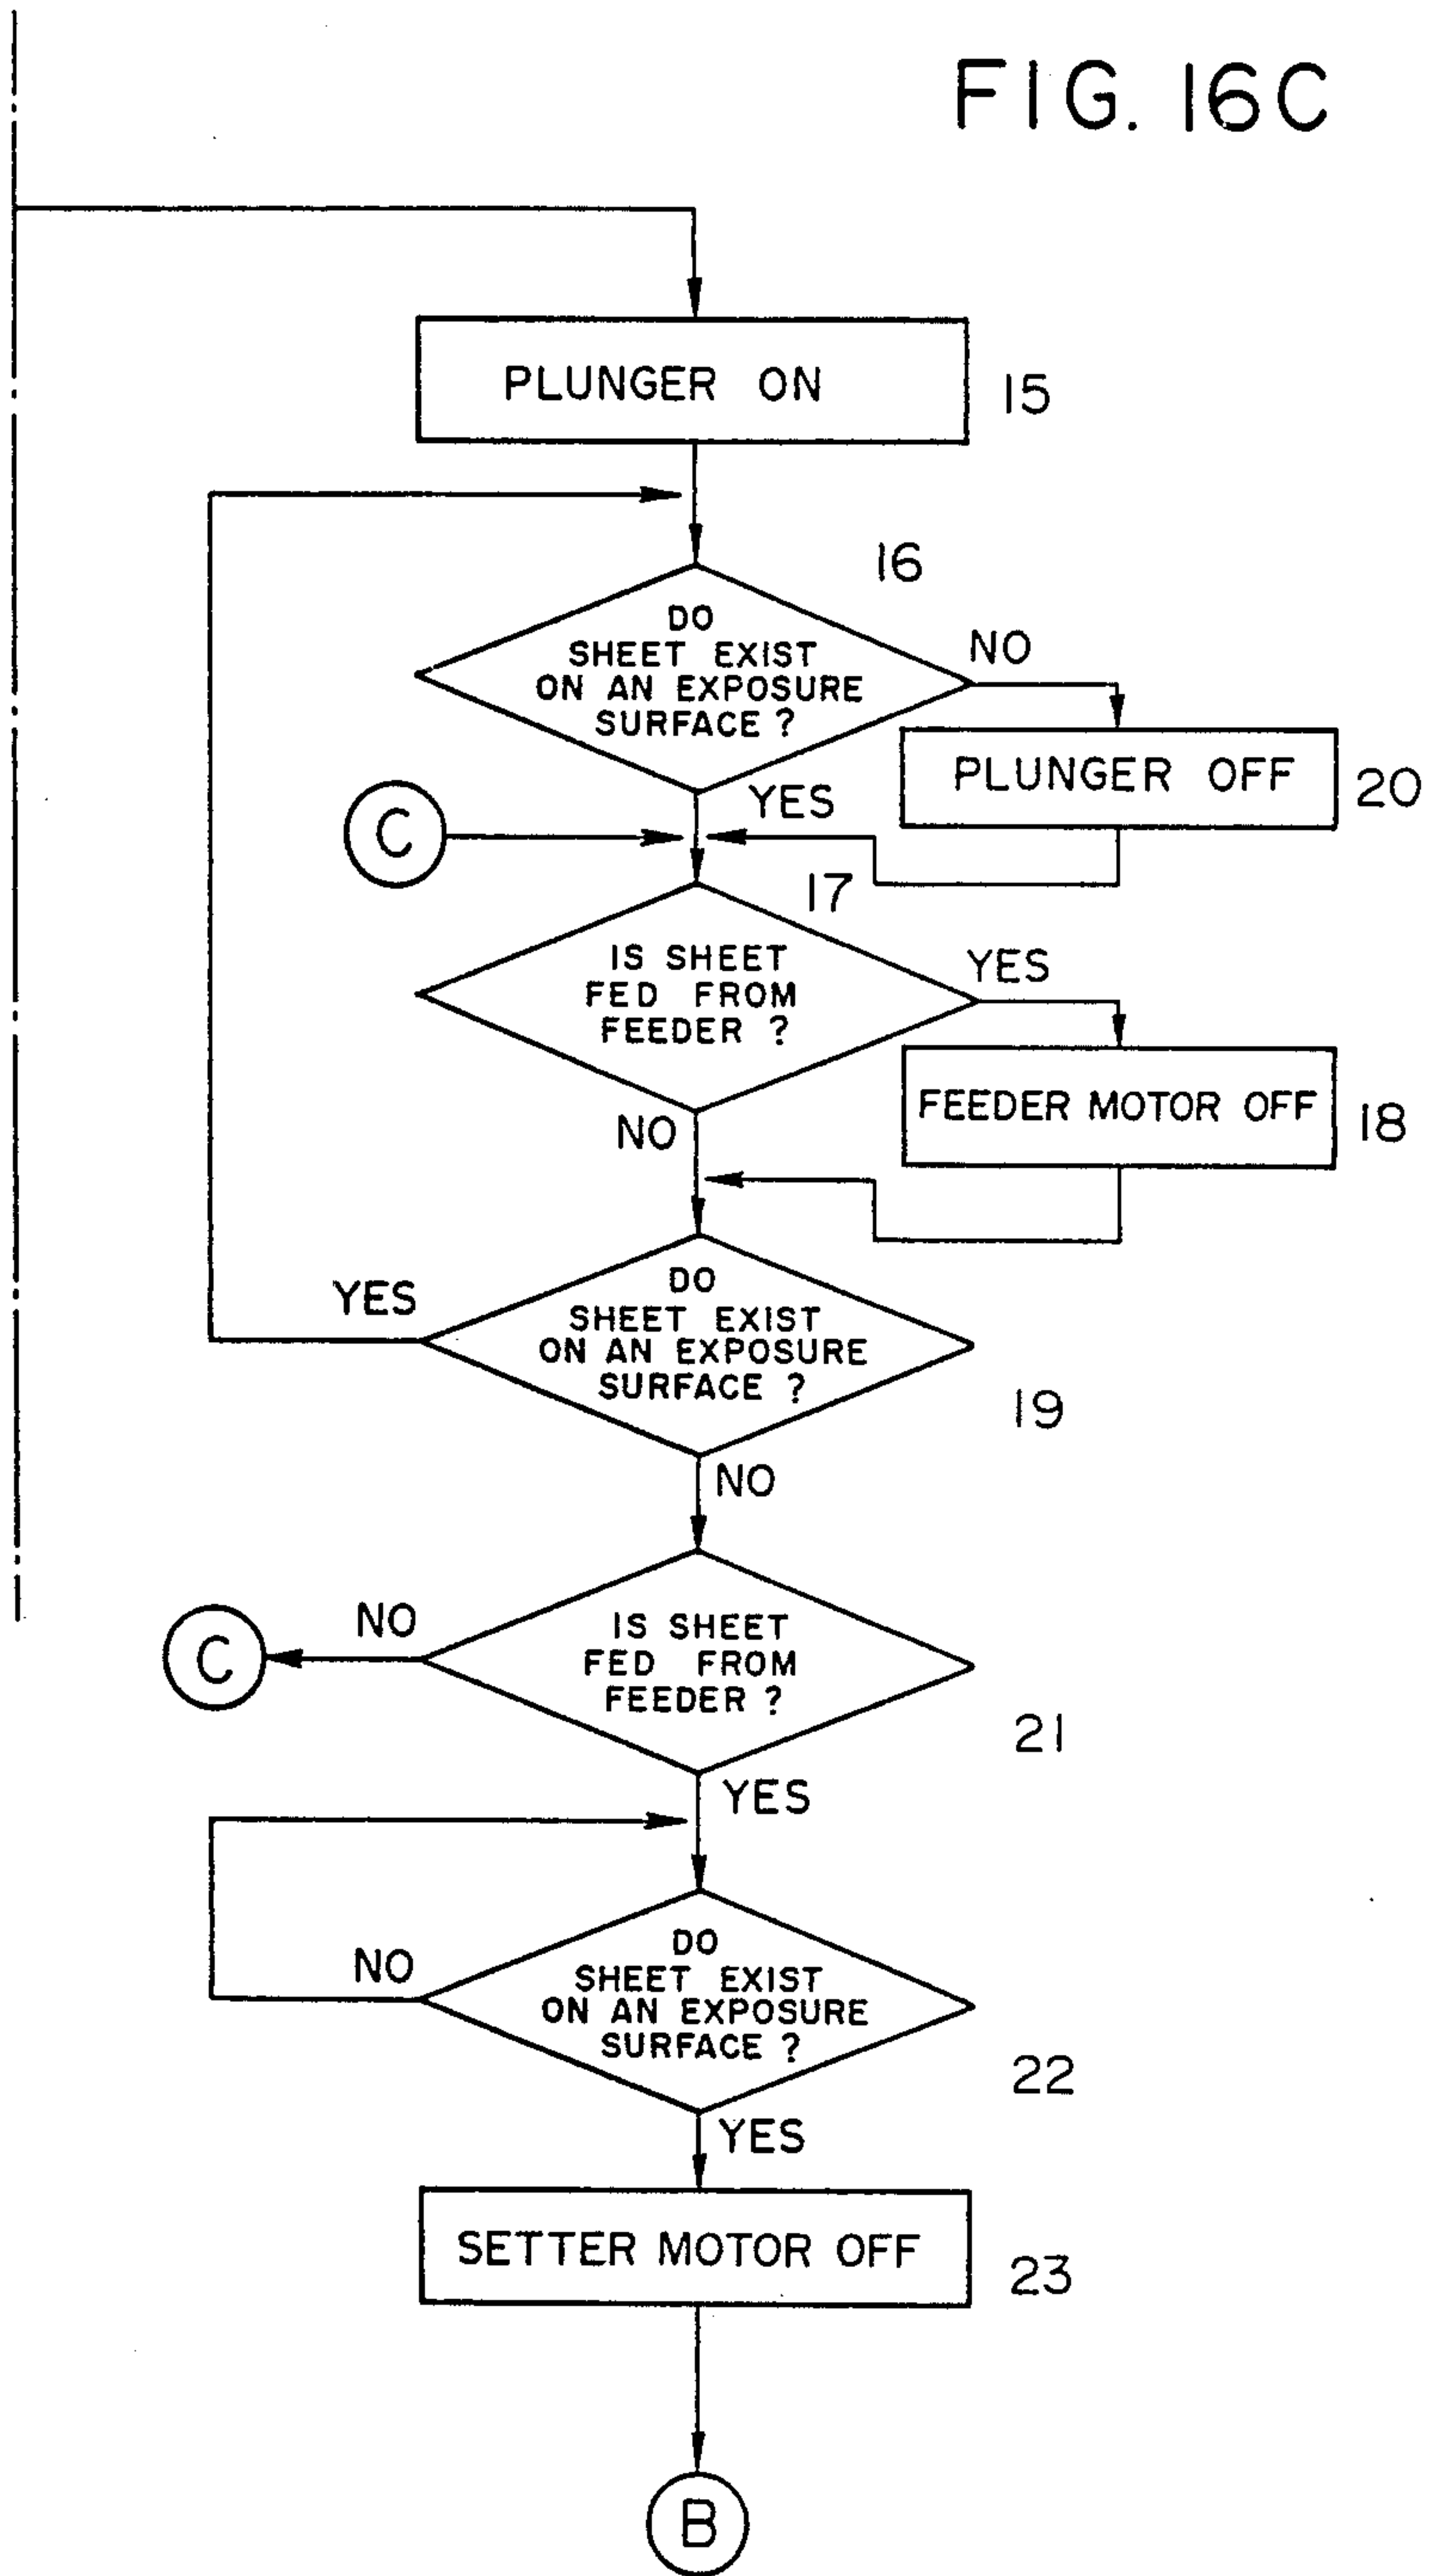 FIG. 16C
PLUNGER ON
15
16
DO
SHEET EXIST
ON AN EXPOSURE
SURFACE ?
NO
PLUNGER OFF
20
YES
C
17
IS SHEET
FED FROM
FEEDER ?
YES
FEEDER MOTOR OFF
18
NO
DO
SHEET EXIST
ON AN EXPOSURE
SURFACE ?
YES
19
NO
IS SHEET
FED FROM
FEEDER ?
NO
C
21
YES
DO
SHEET EXIST
ON AN EXPOSURE
SURFACE ?
NO
22
YES
SETTER MOTOR OFF
23
B